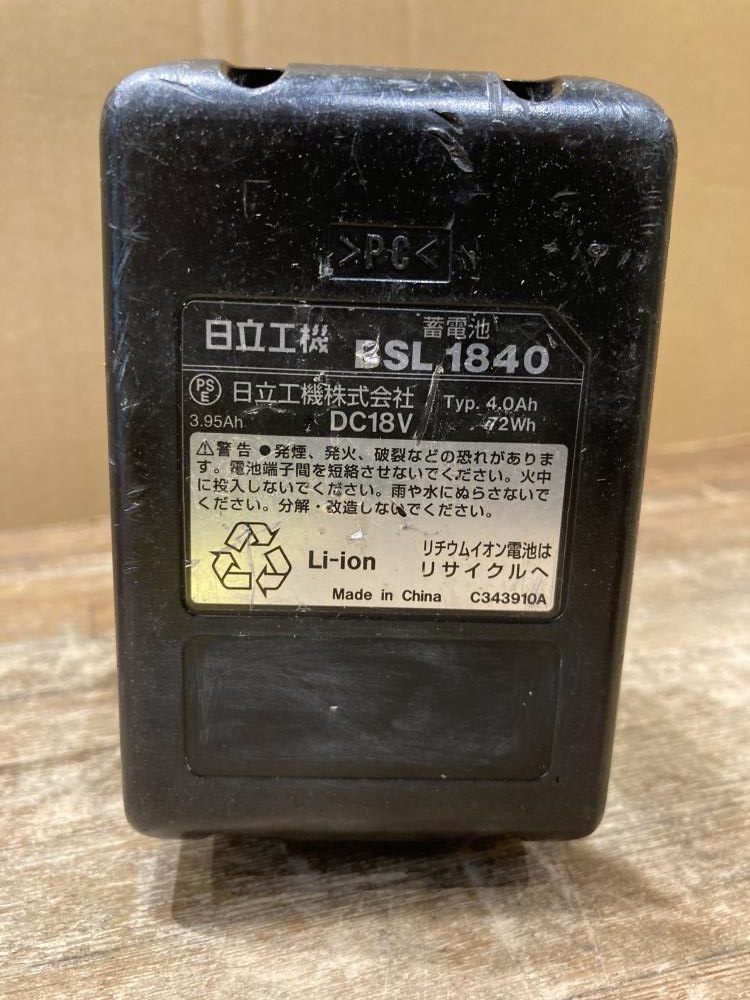 >PC<
日立工機 蓄電池 BSL 1840
PSE 日立工機株式会社 Typ. 4.0Ah
3.95Ah DC18V 72Wh
⚠警告 ●発煙、発火、破裂などの恐れがありま
す。電池端子間を短絡させないでください。火中
に投入しないでください。雨や水にぬらさないで
ください。分解・改造しないでください。
Li-ion リチウムイオン電池は
リサイクルへ
Made in China C343910A